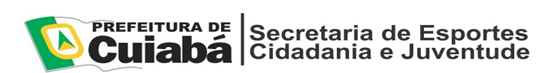 PREFEITURA DE
Cuiabá
Secretaria de Esportes
Cidadania e Juventude